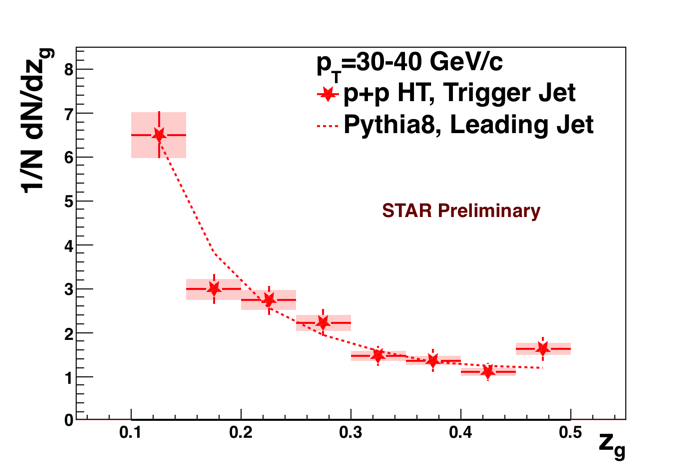 p_T=30-40 GeV/c
p+p HT, Trigger Jet
Pythia8, Leading Jet
STAR Preliminary
1/N dN/dz_g
8
7
6
5
4
3
2
1
0
0.1 0.2 0.3 0.4 0.5
z_g